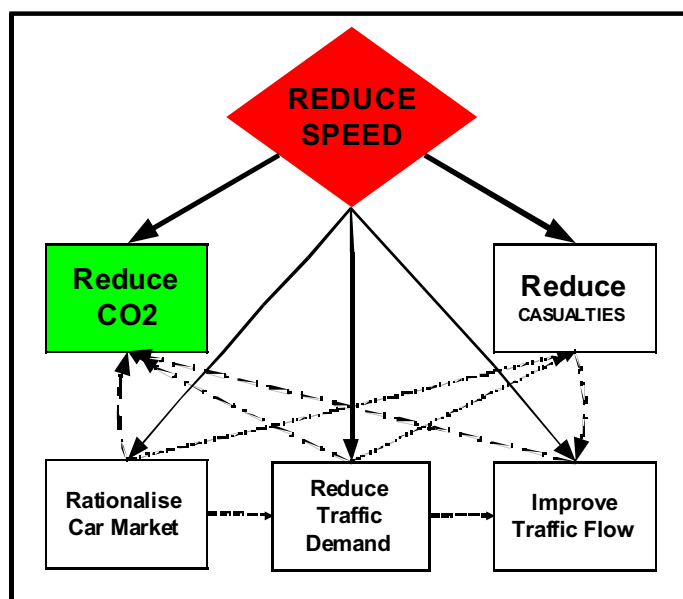 REDUCE
SPEED
Reduce
CO2
Reduce
CASUALTIES
Rationalise
Car Market
Reduce
Traffic
Demand
Improve
Traffic Flow